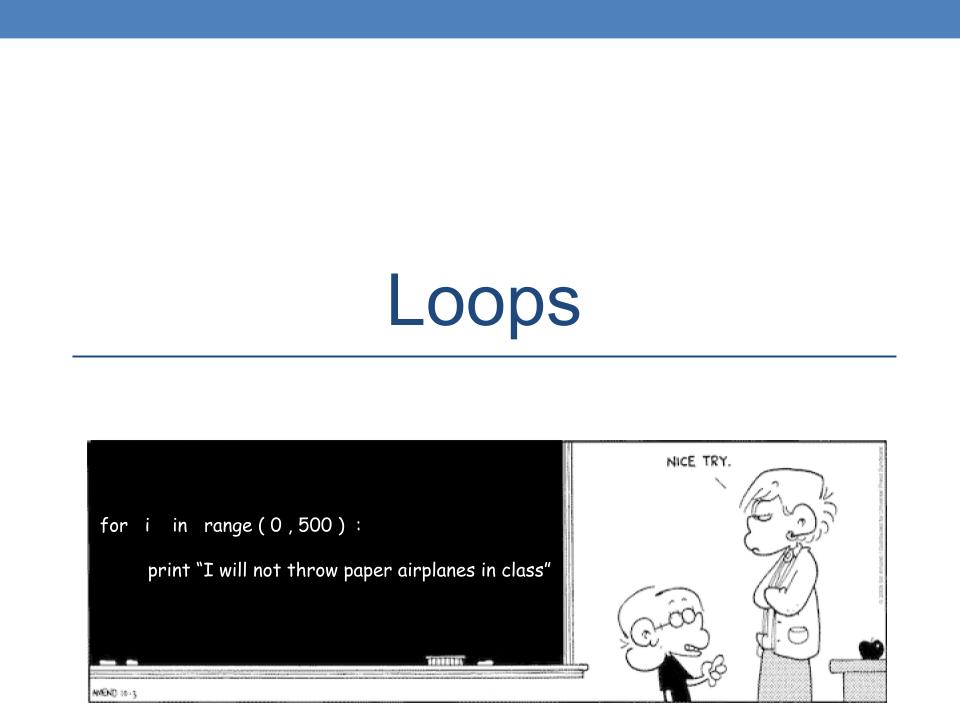 Loops
NICE TRY.
for i in range ( 0 , 500 ) :
print “I will not throw paper airplanes in class”
AMEND 10-3